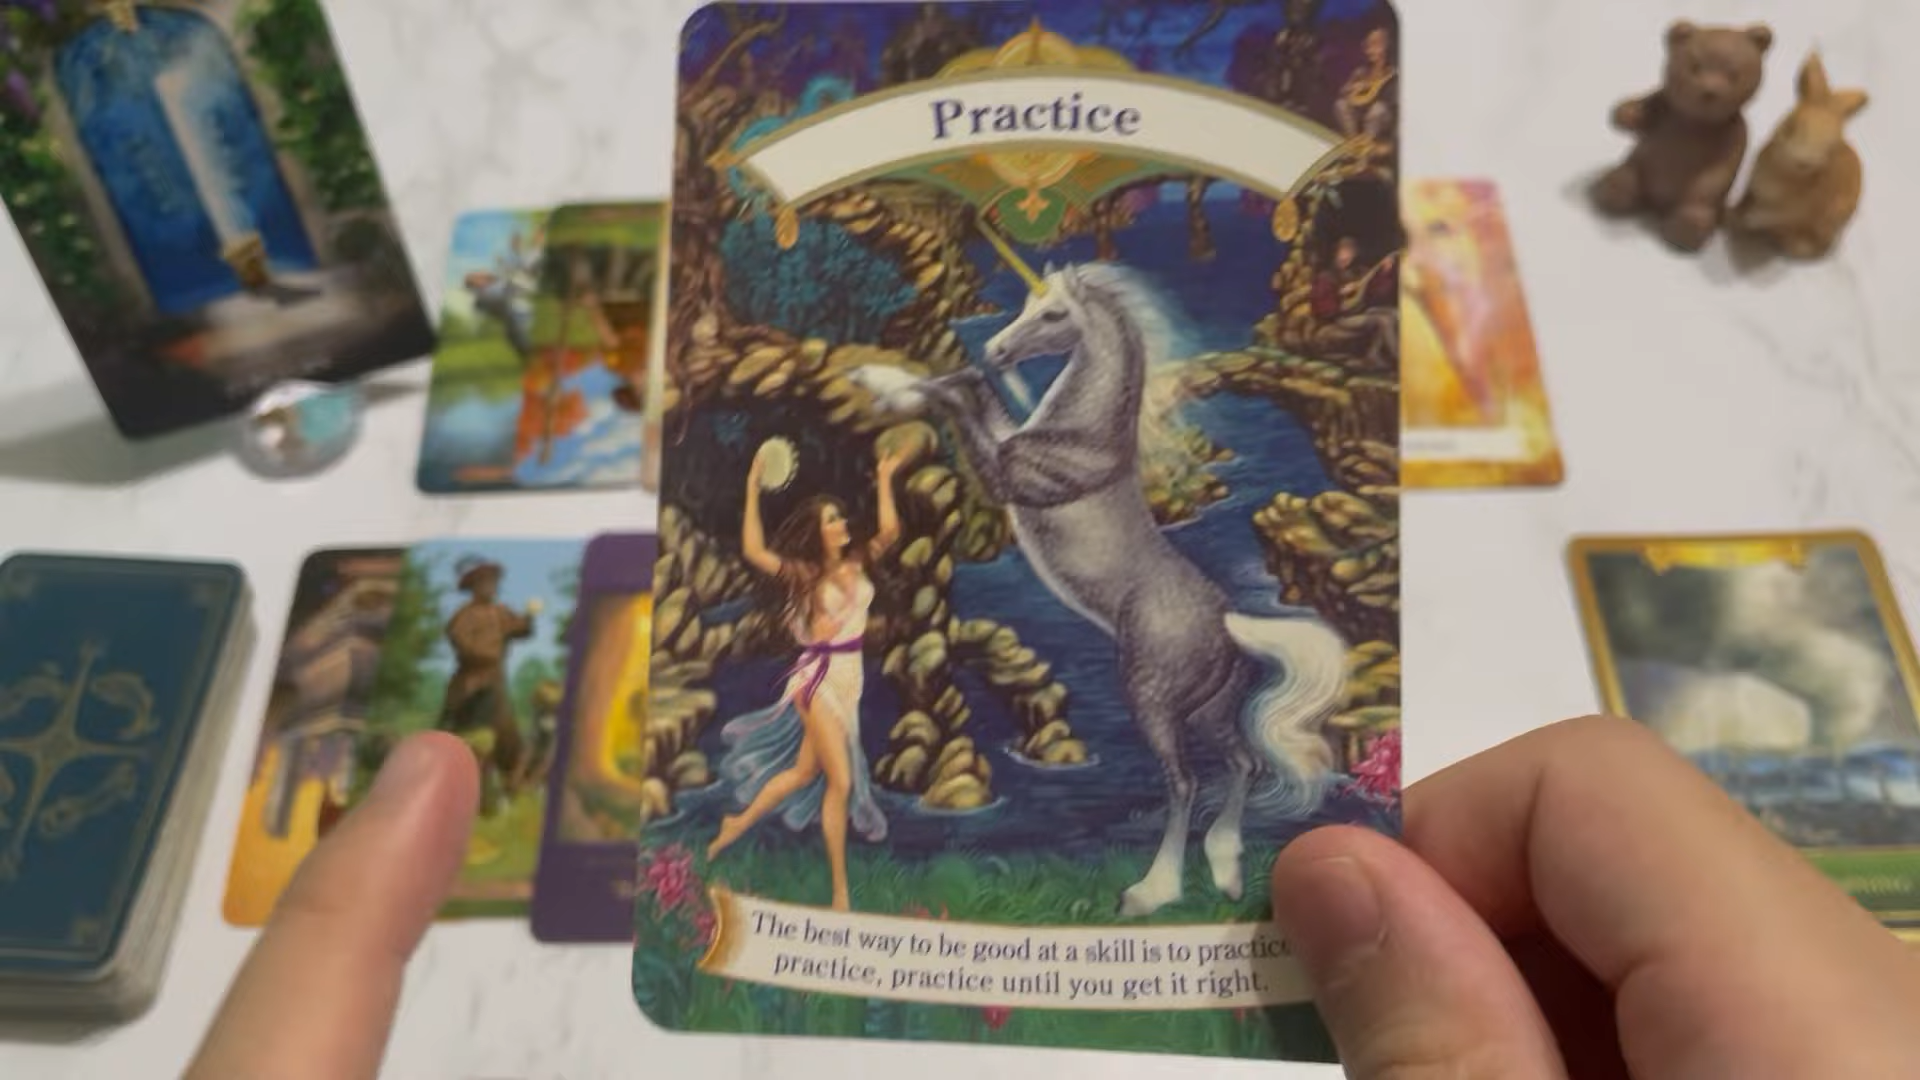 Practice
The best way to be good at a skill is to practice
practice, practice until you get it right.